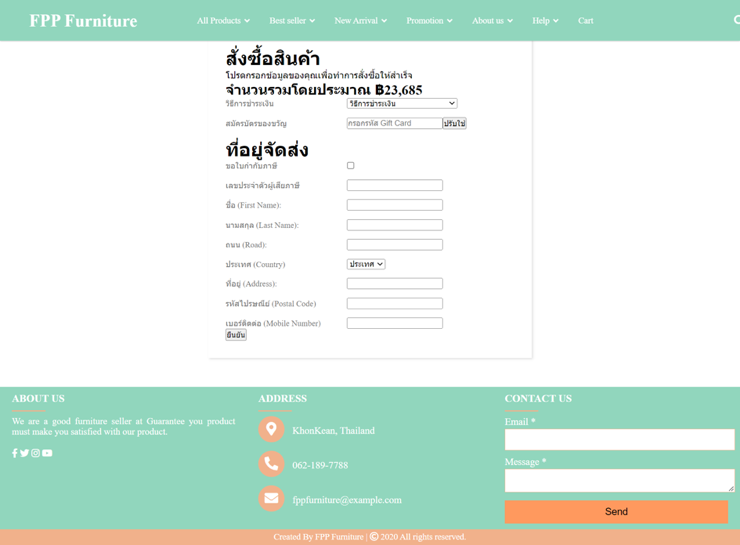 FPP Furniture
All Products
Best seller
New Arrival
Promotion
About us
Help
Cart
สั่งซื้อสินค้า
โปรดกรอกข้อมูลของคุณเพื่อทำการสั่งซื้อให้สำเร็จ
จำนวนรวมโดยประมาณ ฿23,685
วิธีการชำระเงิน
วิธีการชำระเงิน
สมัครบัตรของขวัญ
กรอกรหัส Gift Card
ปรับใช่
ที่อยู่จัดส่ง
ขอใบกำกับภาษี
เลขประจำตัวผู้เสียภาษี
ชื่อ (First Name):
นามสกุล (Last Name):
ถนน (Road):
ประเทศ (Country)
ประเทศ
ที่อยู่ (Address):
รหัสไปรษณีย์ (Postal Code)
เบอร์ติดต่อ (Mobile Number)
ยืนยัน
ABOUT US
We are a good furniture seller at Guarantee you product
must make you satisfied with our product.
ADDRESS
KhonKean, Thailand
062-189-7788
fppfurniture@example.com
CONTACT US
Email *
Message *
Send
Created By FPP Furniture | © 2020 All rights reserved.